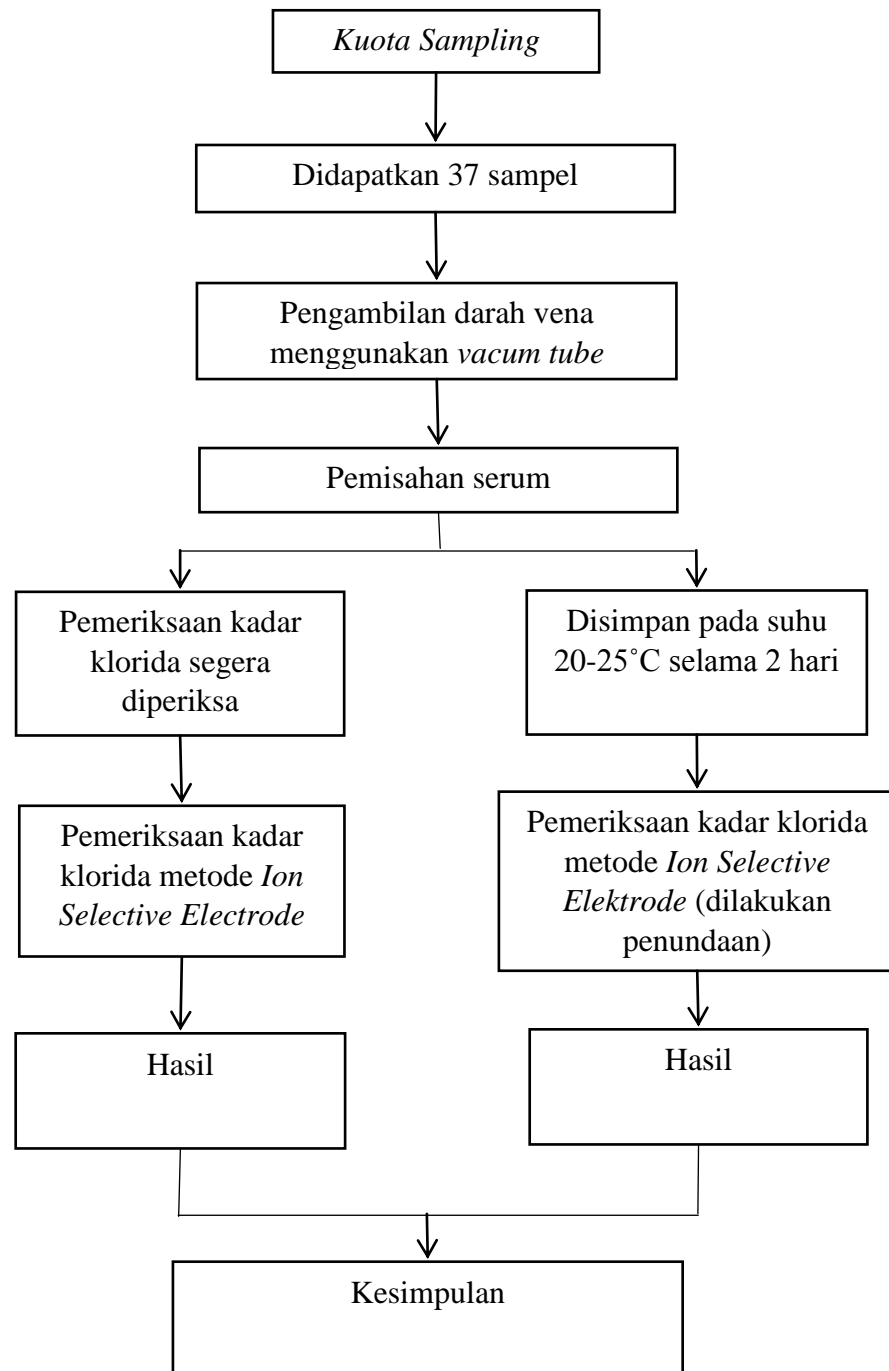 Kuota Sampling
Didapatkan 37 sampel
Pengambilan darah vena
menggunakan vacum tube
Pemisahan serum
Pemeriksaan kadar
klorida segera
diperiksa
Disimpan pada suhu
20-25˚C selama 2 hari
Pemeriksaan kadar
klorida metode Ion
Selective Electrode
Pemeriksaan kadar klorida
metode Ion Selective
Elektrode (dilakukan
penundaan)
Hasil
Hasil
Kesimpulan